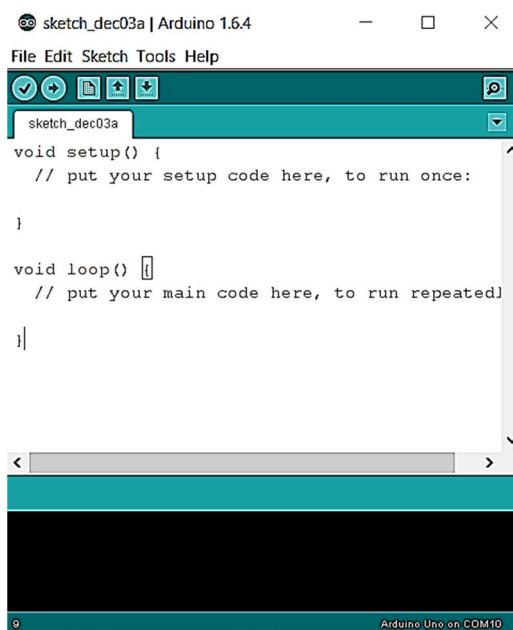 sketch_dec03a | Arduino 1.6.4
File Edit Sketch Tools Help
sketch_dec03a
void setup() {
  // put your setup code here, to run once:
}
void loop() {
  // put your main code here, to run repeatedl
}
9 Arduino Uno on COM10